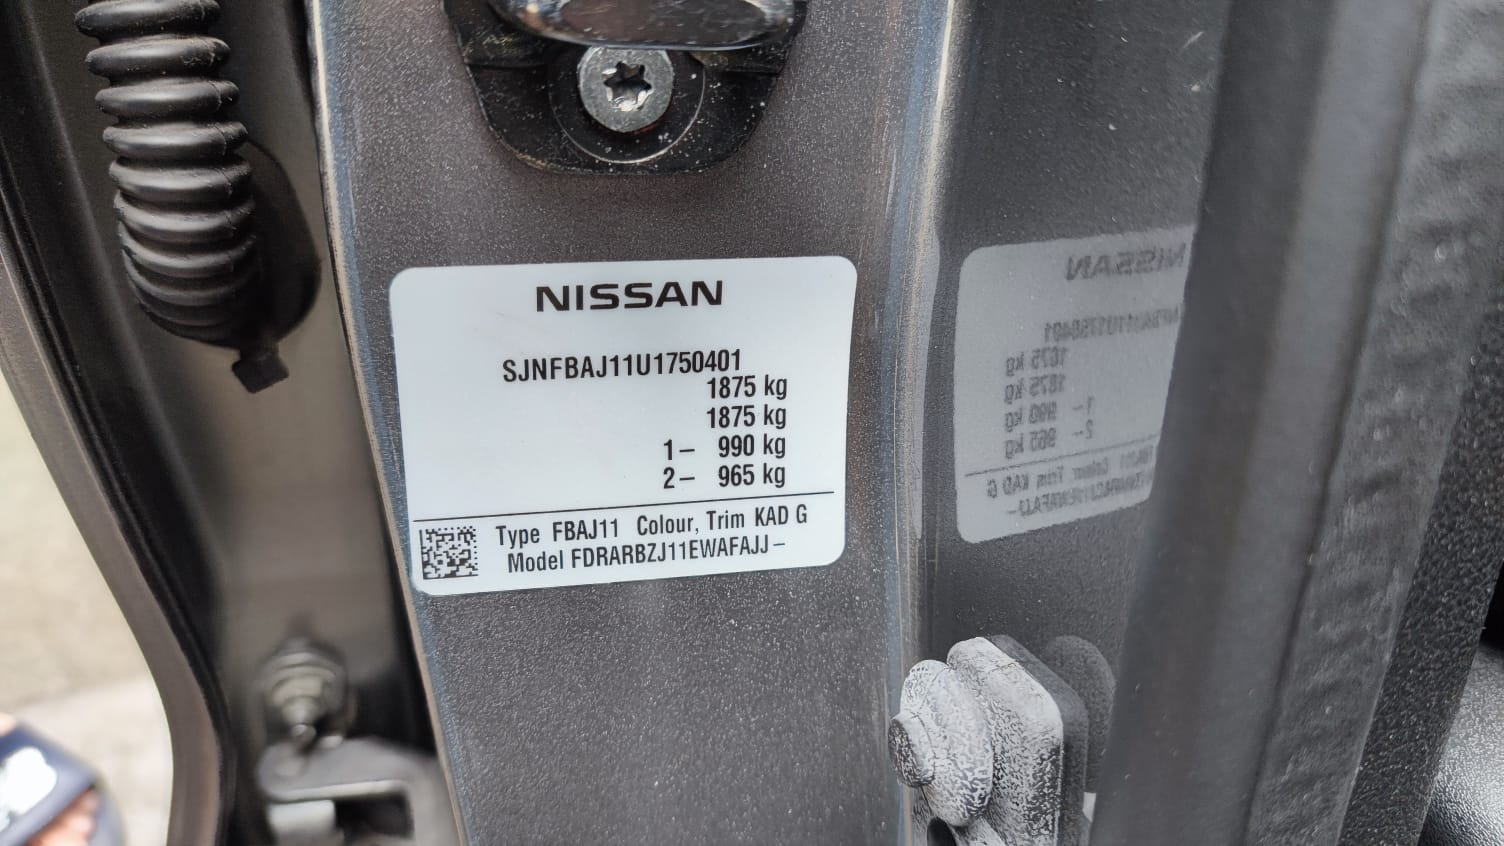 NISSAN
SJNFBAJ11U1750401
1875 kg
1875 kg
1– 990 kg
2– 965 kg
Type FBAJ11 Colour, Trim KAD G
Model FDRARBZJ11EWAFAJJ–